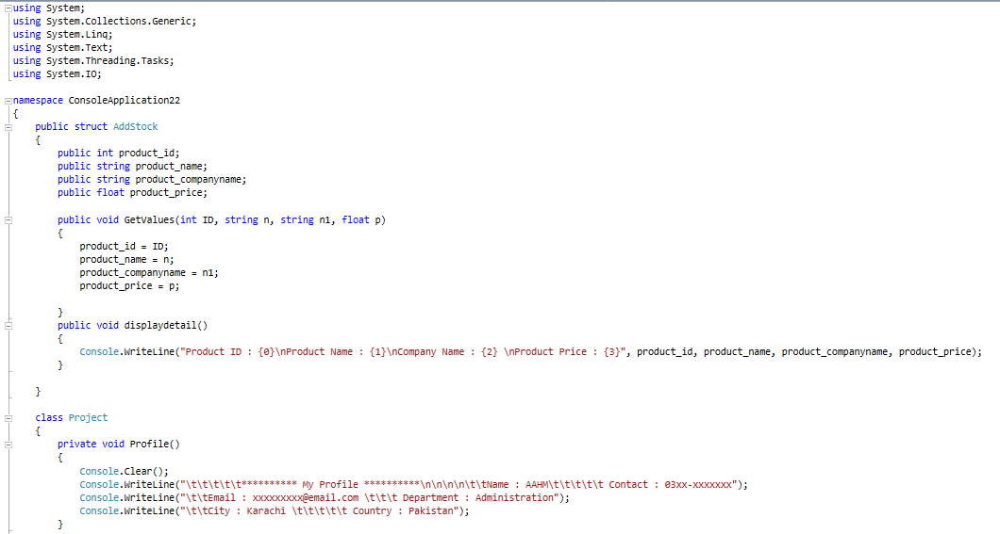 using System;
using System.Collections.Generic;
using System.Linq;
using System.Text;
using System.Threading.Tasks;
using System.IO;
namespace ConsoleApplication22
{
public struct AddStock
{
public int product_id;
public string product_name;
public string product_companyname;
public float product_price;
public void GetValues(int ID, string n, string n1, float p)
{
product_id = ID;
product_name = n;
product_companyname = n1;
product_price = p;
}
public void displaydetail()
{
Console.WriteLine("Product ID : {0}\nProduct Name : {1}\nCompany Name : {2} \nProduct Price : {3}", product_id, product_name, product_companyname, product_price);
}
}
class Project
{
private void Profile()
{
Console.Clear();
Console.WriteLine("\t\t\t\t\t********** My Profile **********\n\n\n\n\t\tName : AAHM\t\t\t\t\t Contact : 03xx-xxxxxxx");
Console.WriteLine("\t\tEmail : xxxxxxxxx@email.com \t\t\t Department : Administration");
Console.WriteLine("\t\tCity : Karachi \t\t\t\t\t Country : Pakistan");
}